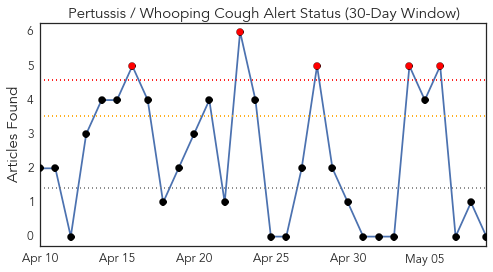 Pertussis / Whooping Cough Alert Status (30-Day Window)
Articles Found
6
5
4
3
2
1
0
Apr 10 Apr 15 Apr 20 Apr 25 Apr 30 May 05